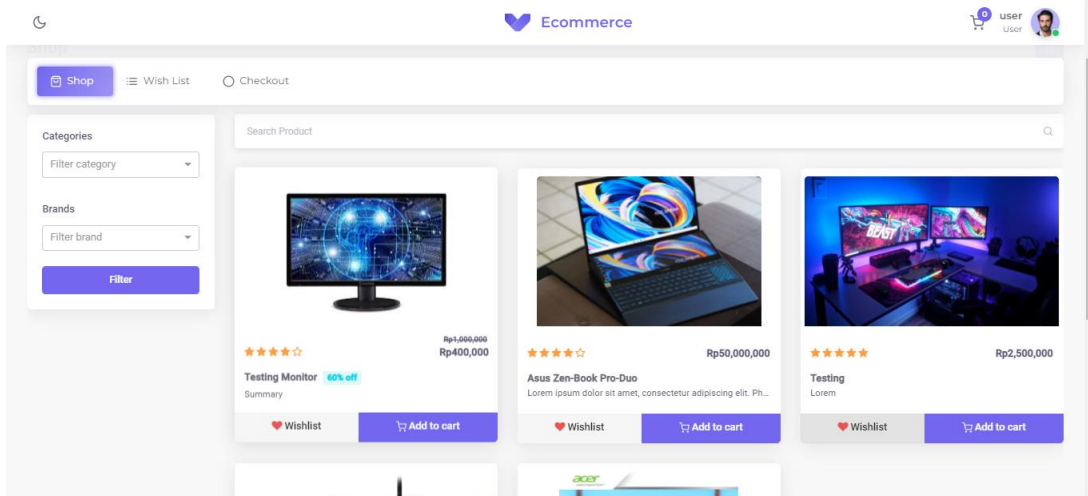 Ecommerce
0
user
User
Shop
Shop
Wish List
Checkout
Categories
Filter category
Brands
Filter brand
Filter
Search Product
Rp1,000,000
Rp400,000
Testing Monitor 60% off
Summary
Wishlist
Add to cart
Rp50,000,000
Asus Zen-Book Pro-Duo
Lorem ipsum dolor sit amet, consectetur adipiscing elit. Ph...
Wishlist
Add to cart
BEAST
Rp2,500,000
Testing
Lorem
Wishlist
Add to cart
acer